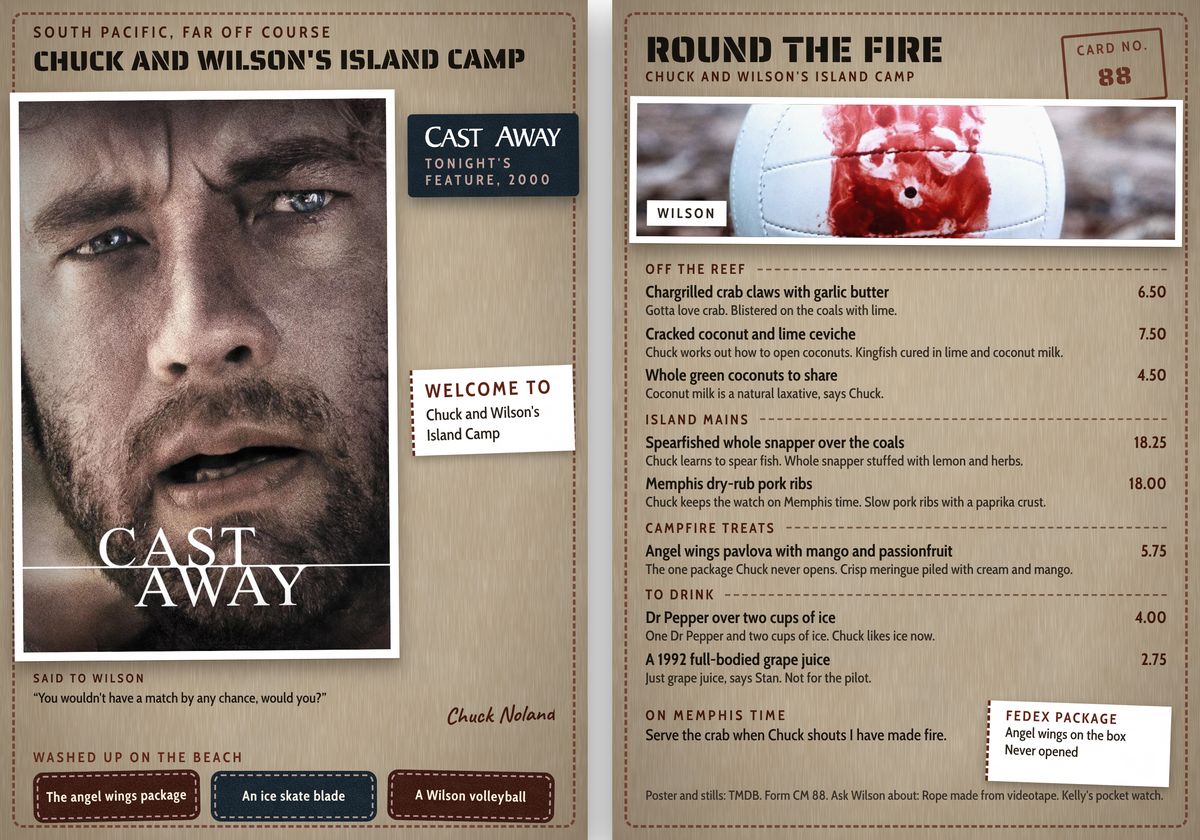 SOUTH PACIFIC, FAR OFF COURSE
CHUCK AND WILSON'S ISLAND CAMP
CAST AWAY
TONIGHT'S
FEATURE, 2000
WELCOME TO
Chuck and Wilson's
Island Camp
CAST
AWAY
SAID TO WILSON
“You wouldn't have a match by any chance, would you?”
Chuck Noland
WASHED UP ON THE BEACH
The angel wings package
An ice skate blade
A Wilson volleyball
ROUND THE FIRE
CHUCK AND WILSON'S ISLAND CAMP
CARD NO.
88
WILSON
OFF THE REEF
Chargrilled crab claws with garlic butter 6.50
Gotta love crab. Blistered on the coals with lime.
Cracked coconut and lime ceviche 7.50
Chuck works out how to open coconuts. Kingfish cured in lime and coconut milk.
Whole green coconuts to share 4.50
Coconut milk is a natural laxative, says Chuck.
ISLAND MAINS
Spearfished whole snapper over the coals 18.25
Chuck learns to spear fish. Whole snapper stuffed with lemon and herbs.
Memphis dry-rub pork ribs 18.00
Chuck keeps the watch on Memphis time. Slow pork ribs with a paprika crust.
CAMPFIRE TREATS
Angel wings pavlova with mango and passionfruit 5.75
The one package Chuck never opens. Crisp meringue piled with cream and mango.
TO DRINK
Dr Pepper over two cups of ice 4.00
One Dr Pepper and two cups of ice. Chuck likes ice now.
A 1992 full-bodied grape juice 2.75
Just grape juice, says Stan. Not for the pilot.
ON MEMPHIS TIME
Serve the crab when Chuck shouts I have made fire.
FEDEX PACKAGE
Angel wings on the box
Never opened
Poster and stills: TMDB. Form CM 88. Ask Wilson about: Rope made from videotape. Kelly's pocket watch.